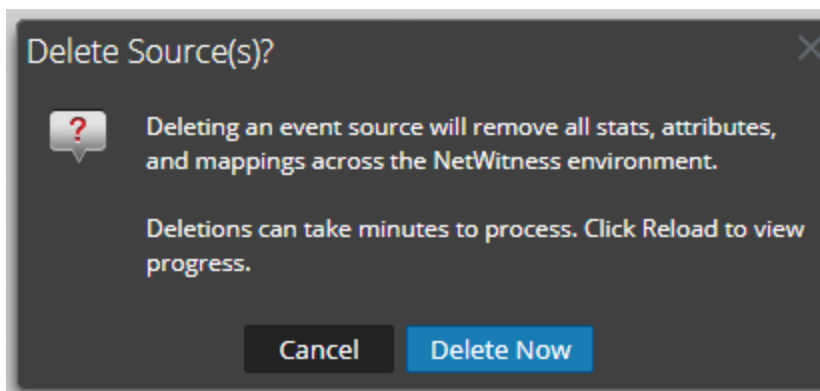 Delete Source(s)?
?
Deleting an event source will remove all stats, attributes,
and mappings across the NetWitness environment.
Deletions can take minutes to process. Click Reload to view
progress.
Cancel Delete Now